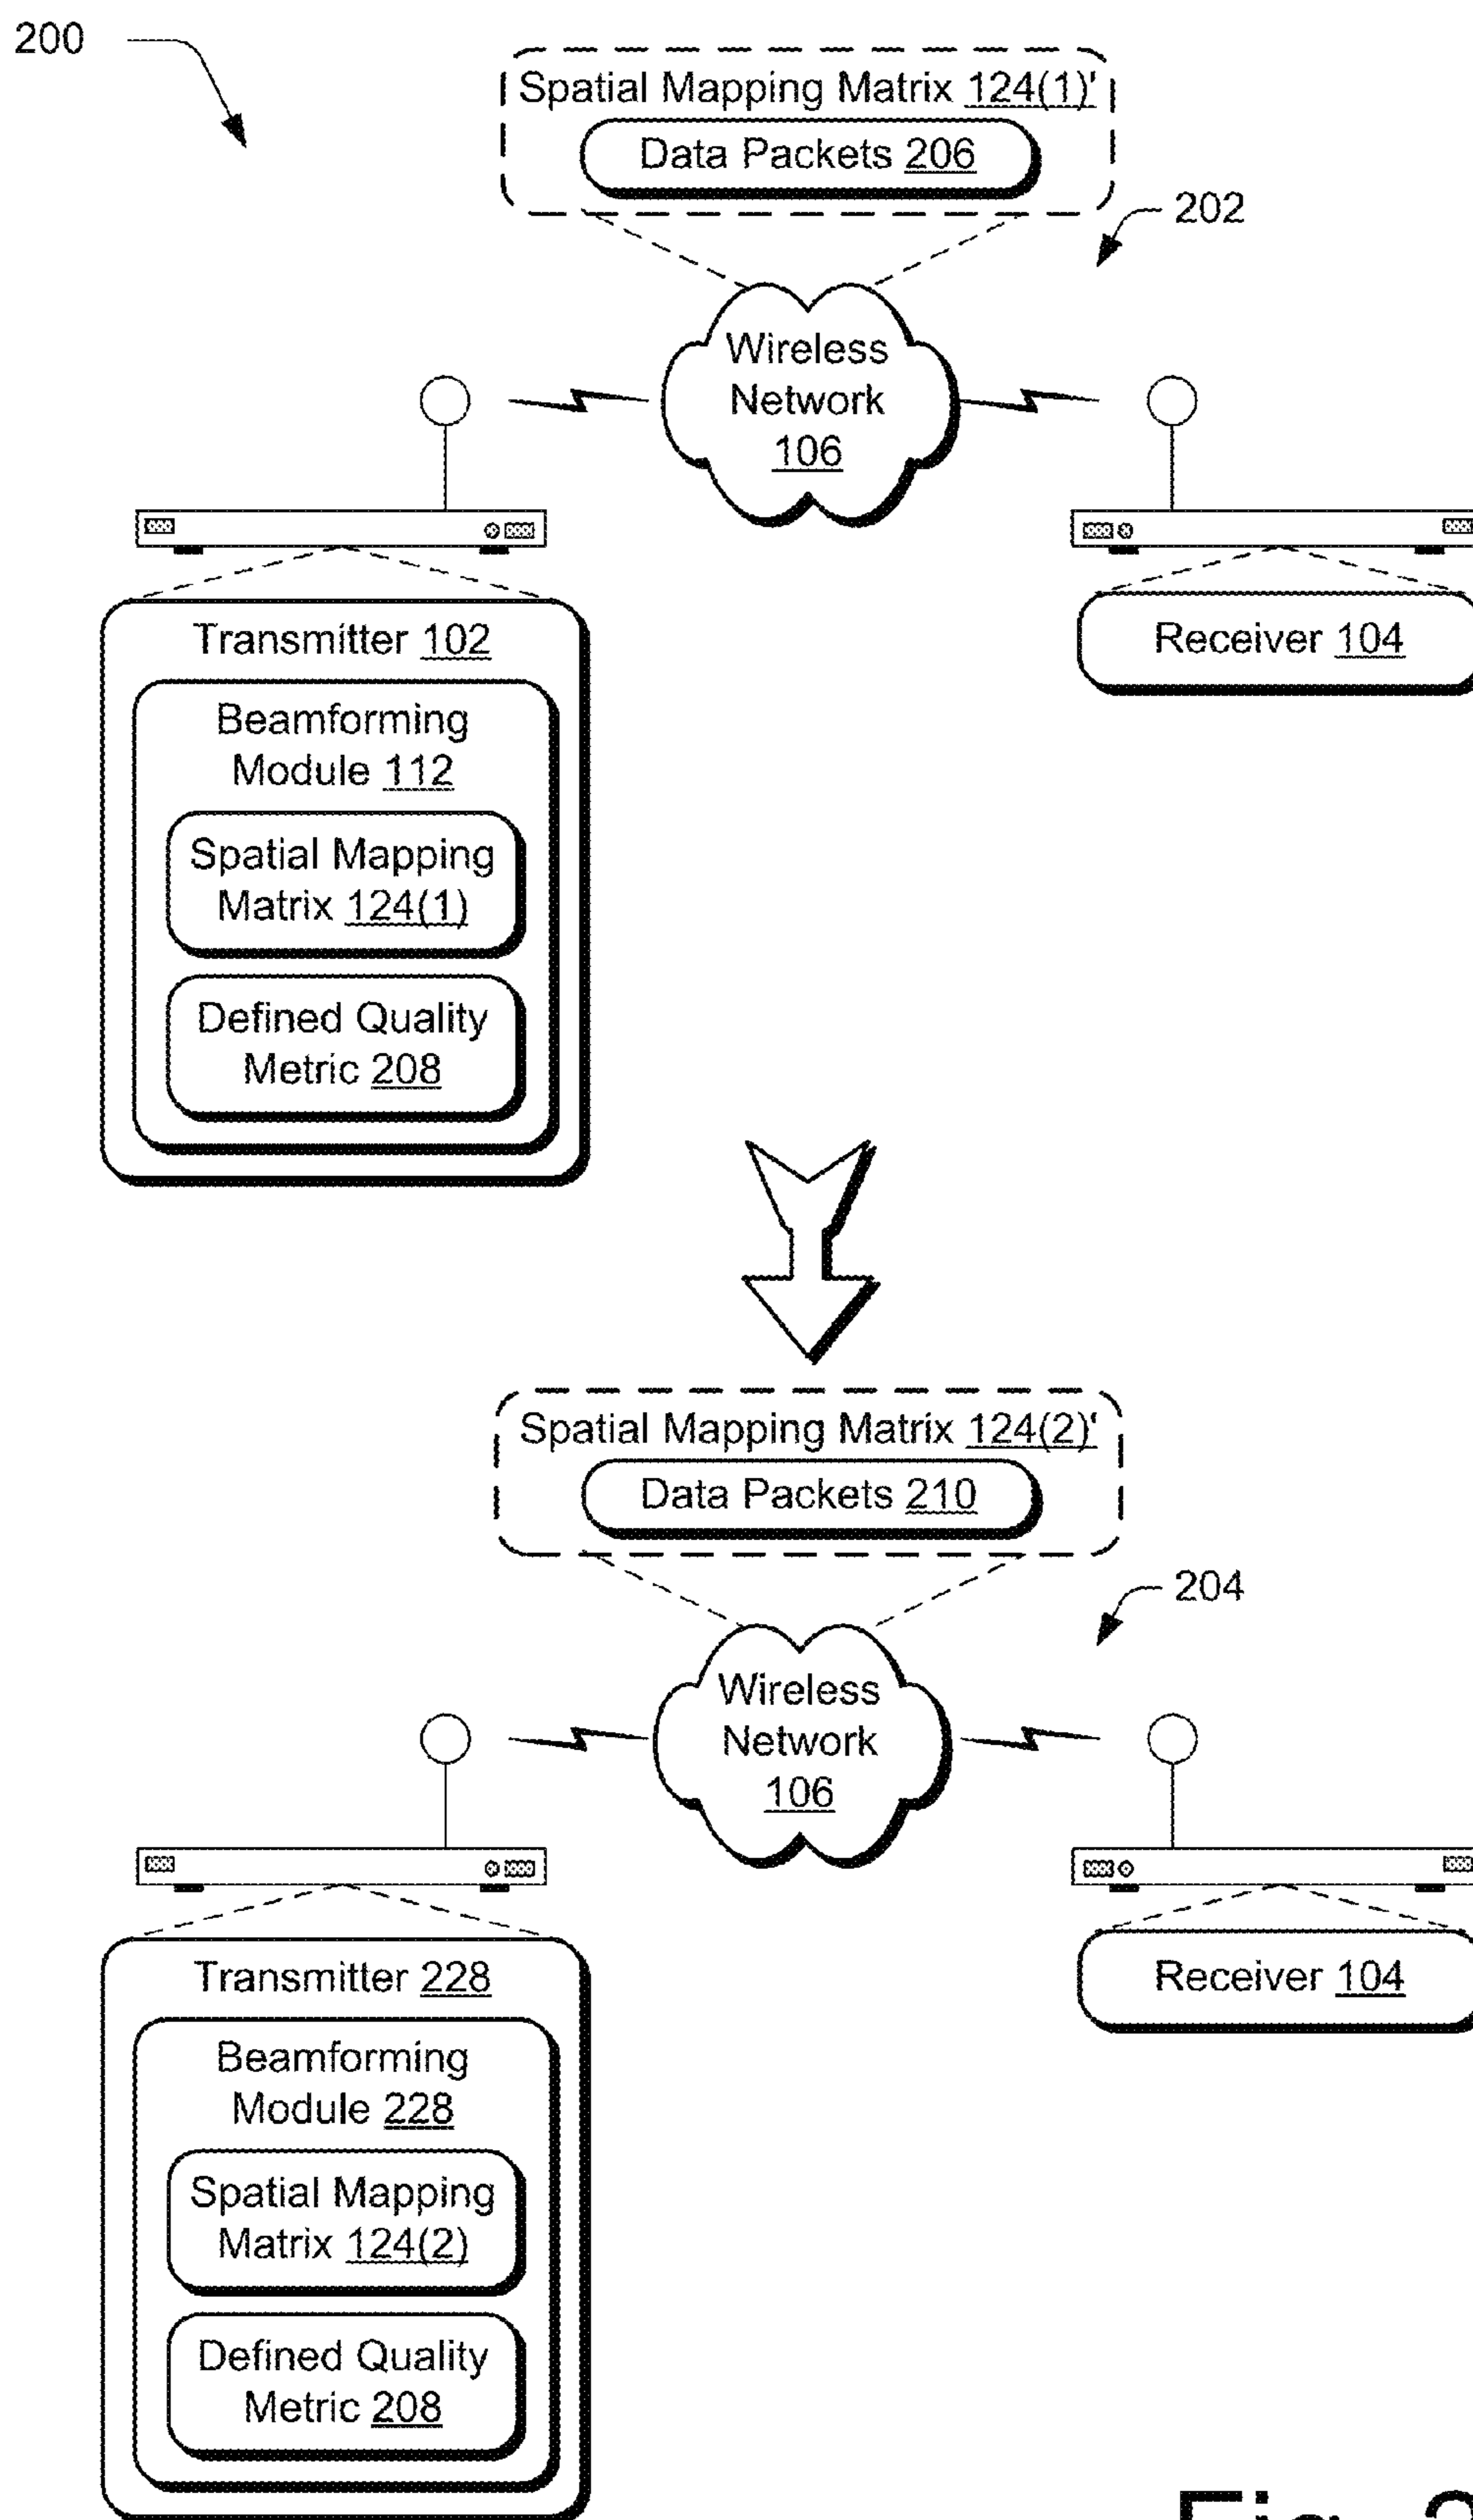 200
Spatial Mapping Matrix 124(1)'
Data Packets 206
202
Wireless
Network
106
Transmitter 102
Receiver 104
Beamforming
Module 112
Spatial Mapping
Matrix 124(1)
Defined Quality
Metric 208
Spatial Mapping Matrix 124(2)'
Data Packets 210
204
Wireless
Network
106
Transmitter 228
Receiver 104
Beamforming
Module 228
Spatial Mapping
Matrix 124(2)
Defined Quality
Metric 208
Fig.